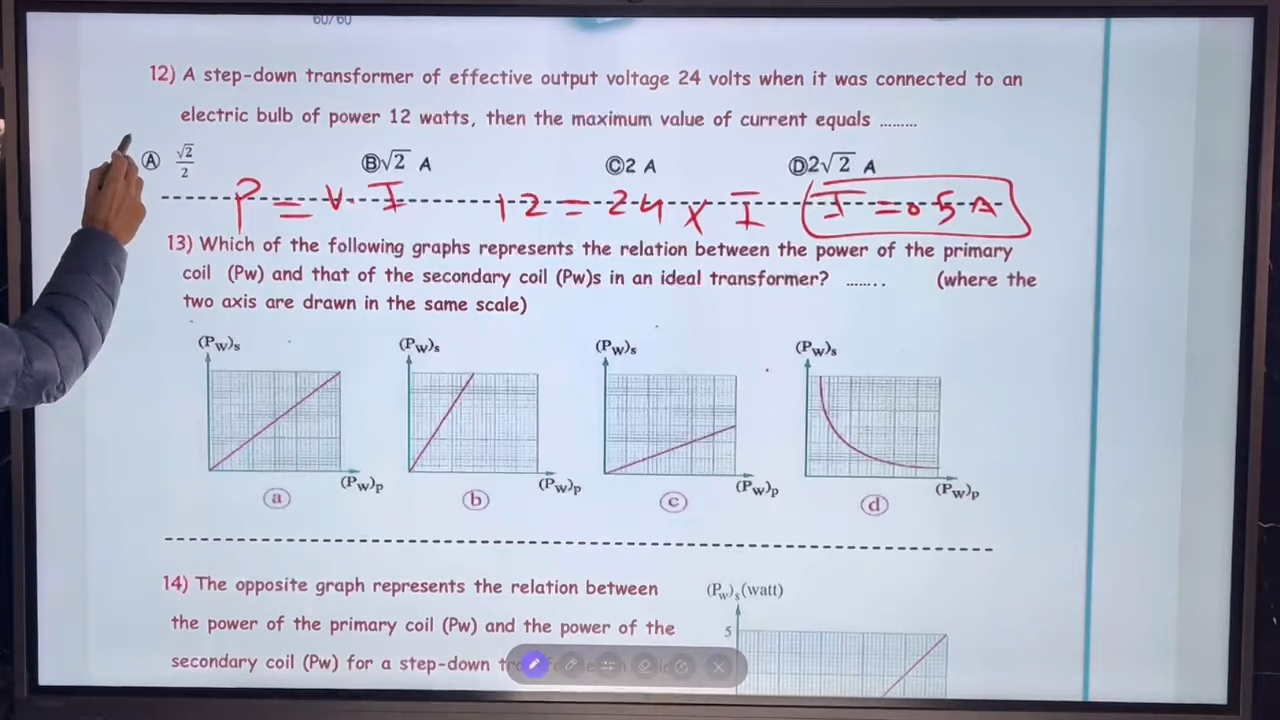 60/60
12) A step-down transformer of effective output voltage 24 volts when it was connected to an
electric bulb of power 12 watts, then the maximum value of current equals .........
Ⓐ √2/2 Ⓑ√2 A Ⓒ2 A Ⓓ2√2 A
P = V. I 12 = 24 x I I = 0 5 A
13) Which of the following graphs represents the relation between the power of the primary
coil (Pw) and that of the secondary coil (Pw)s in an ideal transformer? ........ (where the
two axis are drawn in the same scale)
(Pw)s (Pw)s (Pw)s (Pw)s
(Pw)p (Pw)p (Pw)p (Pw)p
ⓐ ⓑ ⓒ ⓓ
14) The opposite graph represents the relation between (Pw)s(watt)
the power of the primary coil (Pw) and the power of the 5
secondary coil (Pw) for a step-down